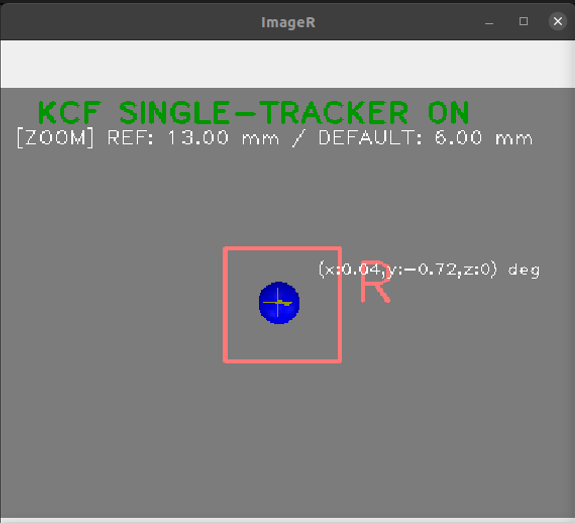 ImageR
KCF SINGLE-TRACKER ON
[ZOOM] REF: 13.00 mm / DEFAULT: 6.00 mm
(x:0.04,y:-0.72,z:0) deg
R